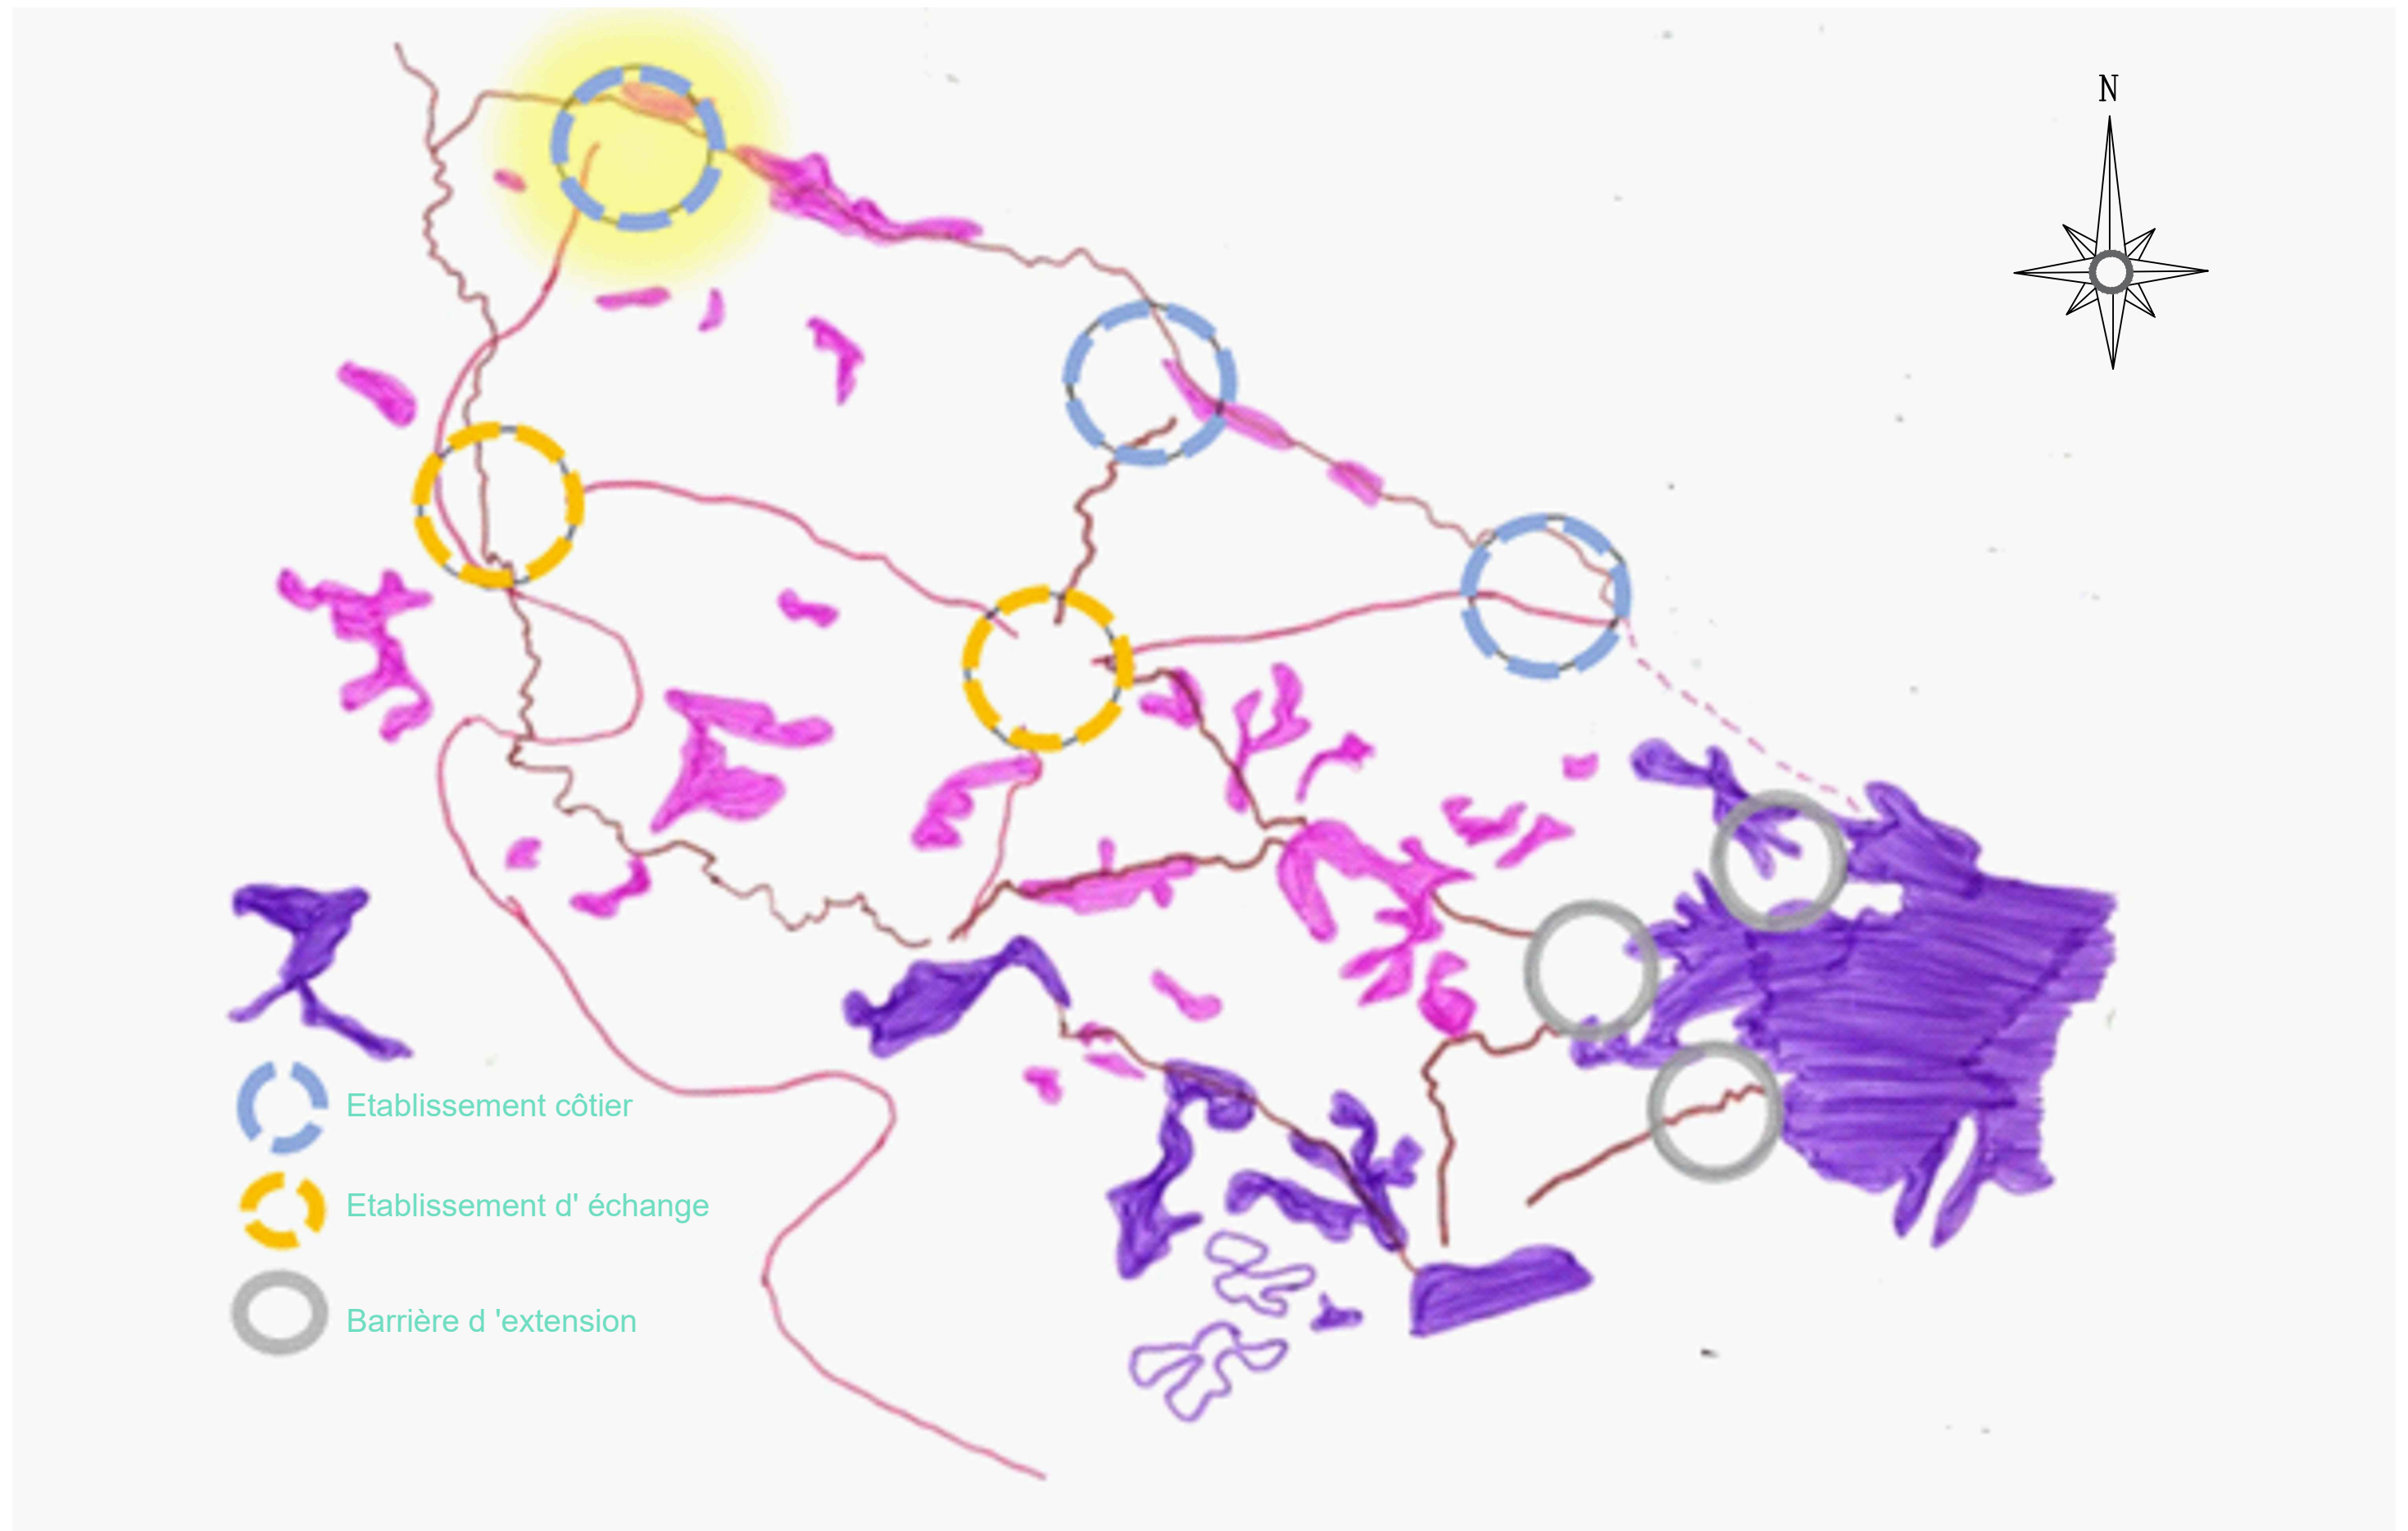 N
Etablissement côtier
Etablissement d' échange
Barrière d 'extension